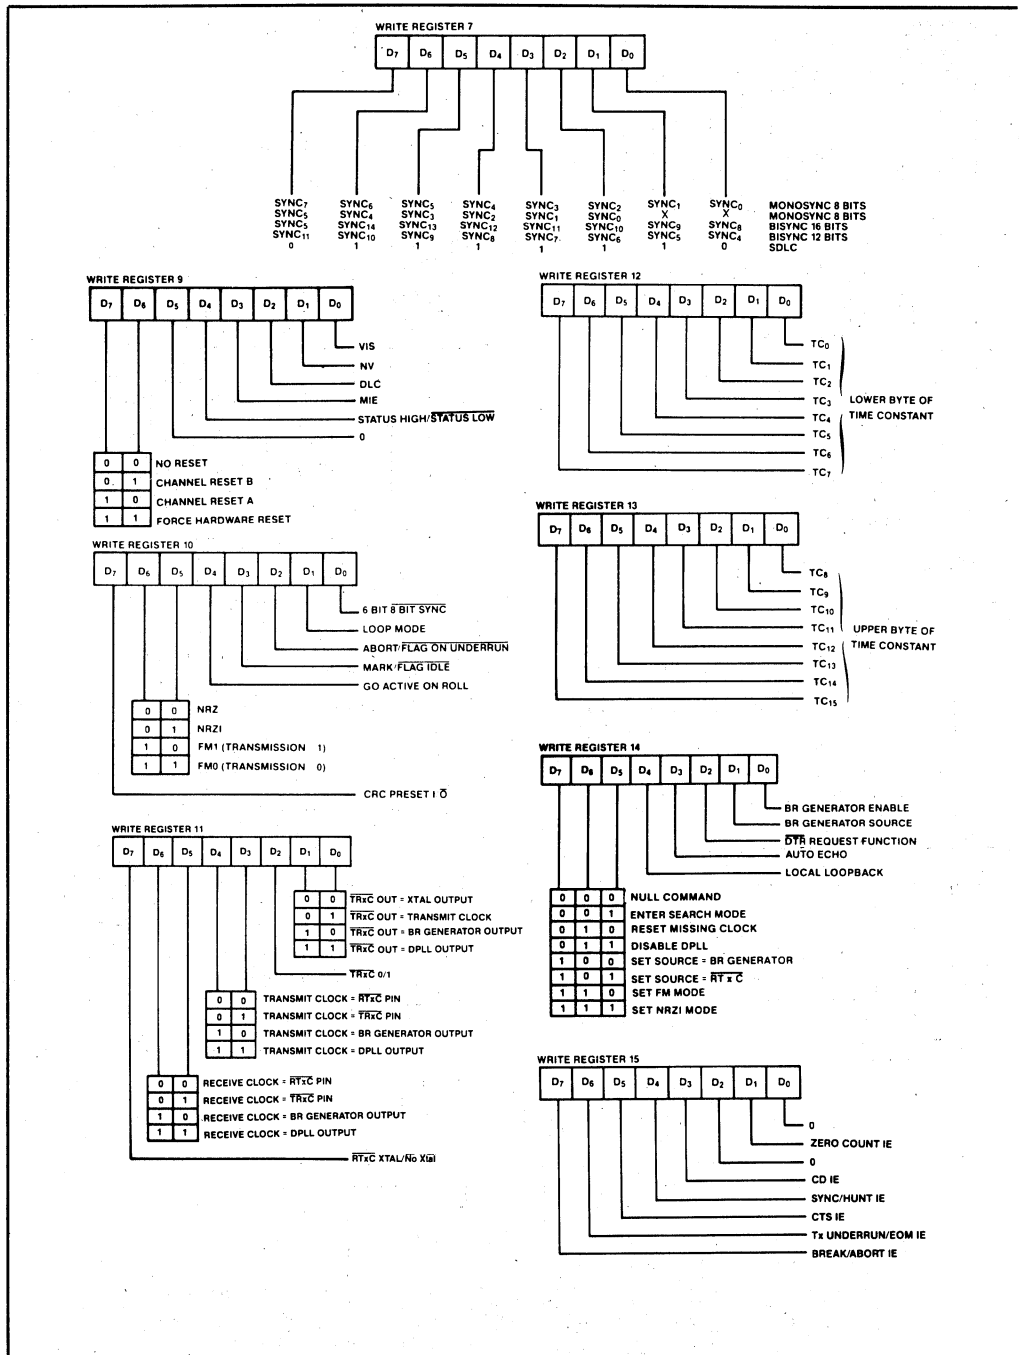 WRITE REGISTER 7
D7 D6 D5 D4 D3 D2 D1 D0
SYNC7 SYNC6 SYNC5 SYNC4 SYNC3 SYNC2 SYNC1 SYNC0 MONOSYNC 8 BITS
SYNC5 SYNC4 SYNC3 SYNC2 SYNC1 SYNC0 X X MONOSYNC 8 BITS
SYNC5 SYNC14 SYNC13 SYNC12 SYNC11 SYNC10 SYNC9 SYNC8 BISYNC 16 BITS
SYNC11 SYNC10 SYNC9 SYNC8 SYNC7 SYNC6 SYNC5 SYNC4 BISYNC 12 BITS
0 1 1 1 1 1 1 0 SDLC
WRITE REGISTER 9
D7 D6 D5 D4 D3 D2 D1 D0
VIS
NV
DLC
MIE
STATUS HIGH/STATUS LOW
0
0 0 NO RESET
0 1 CHANNEL RESET B
1 0 CHANNEL RESET A
1 1 FORCE HARDWARE RESET
WRITE REGISTER 10
D7 D6 D5 D4 D3 D2 D1 D0
6 BIT 8 BIT SYNC
LOOP MODE
ABORT/FLAG ON UNDERRUN
MARK/FLAG IDLE
GO ACTIVE ON ROLL
0 0 NRZ
0 1 NRZI
1 0 FM1 (TRANSMISSION 1)
1 1 FM0 (TRANSMISSION 0)
CRC PRESET I O
WRITE REGISTER 11
D7 D6 D5 D4 D3 D2 D1 D0
0 0 TRxC OUT = XTAL OUTPUT
0 1 TRxC OUT = TRANSMIT CLOCK
1 0 TRxC OUT = BR GENERATOR OUTPUT
1 1 TRxC OUT = DPLL OUTPUT
TRxC 0/1
0 0 TRANSMIT CLOCK = RTxC PIN
0 1 TRANSMIT CLOCK = TRxC PIN
1 0 TRANSMIT CLOCK = BR GENERATOR OUTPUT
1 1 TRANSMIT CLOCK = DPLL OUTPUT
0 0 RECEIVE CLOCK = RTxC PIN
0 1 RECEIVE CLOCK = TRxC PIN
1 0 RECEIVE CLOCK = BR GENERATOR OUTPUT
1 1 RECEIVE CLOCK = DPLL OUTPUT
RTxC XTAL/No Xtal
WRITE REGISTER 12
D7 D6 D5 D4 D3 D2 D1 D0
TC0
TC1
TC2
TC3 LOWER BYTE OF
TC4 TIME CONSTANT
TC5
TC6
TC7
WRITE REGISTER 13
D7 D6 D5 D4 D3 D2 D1 D0
TC8
TC9
TC10
TC11 UPPER BYTE OF
TC12 TIME CONSTANT
TC13
TC14
TC15
WRITE REGISTER 14
D7 D6 D5 D4 D3 D2 D1 D0
BR GENERATOR ENABLE
BR GENERATOR SOURCE
DTR REQUEST FUNCTION
AUTO ECHO
LOCAL LOOPBACK
0 0 0 NULL COMMAND
0 0 1 ENTER SEARCH MODE
0 1 0 RESET MISSING CLOCK
0 1 1 DISABLE DPLL
1 0 0 SET SOURCE = BR GENERATOR
1 0 1 SET SOURCE = RT x C
1 1 0 SET FM MODE
1 1 1 SET NRZI MODE
WRITE REGISTER 15
D7 D6 D5 D4 D3 D2 D1 D0
0
ZERO COUNT IE
0
CD IE
SYNC/HUNT IE
CTS IE
Tx UNDERRUN/EOM IE
BREAK/ABORT IE